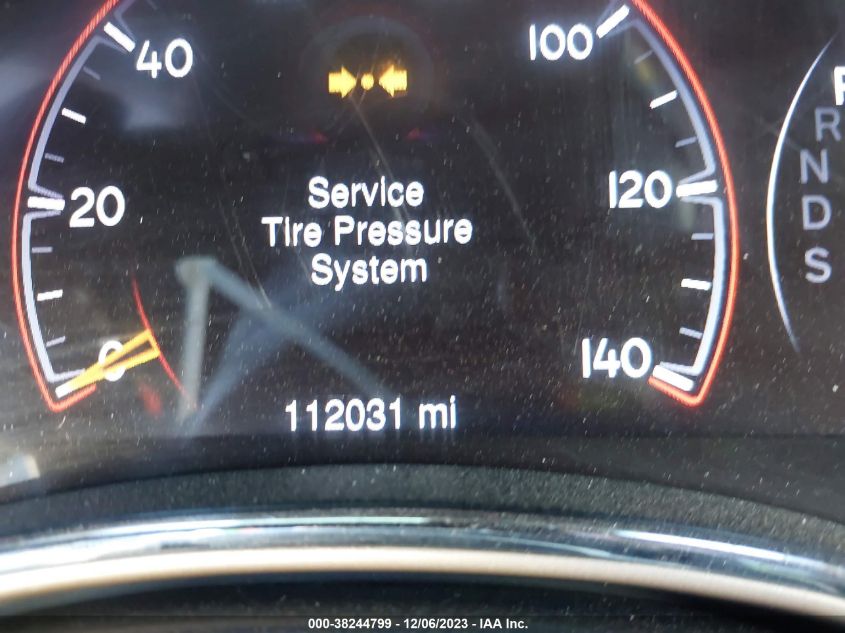 40
100
20
120
Service
Tire Pressure
System
0
140
112031 mi
P
R
N
D
S
000-38244799 - 12/06/2023 - IAA Inc.